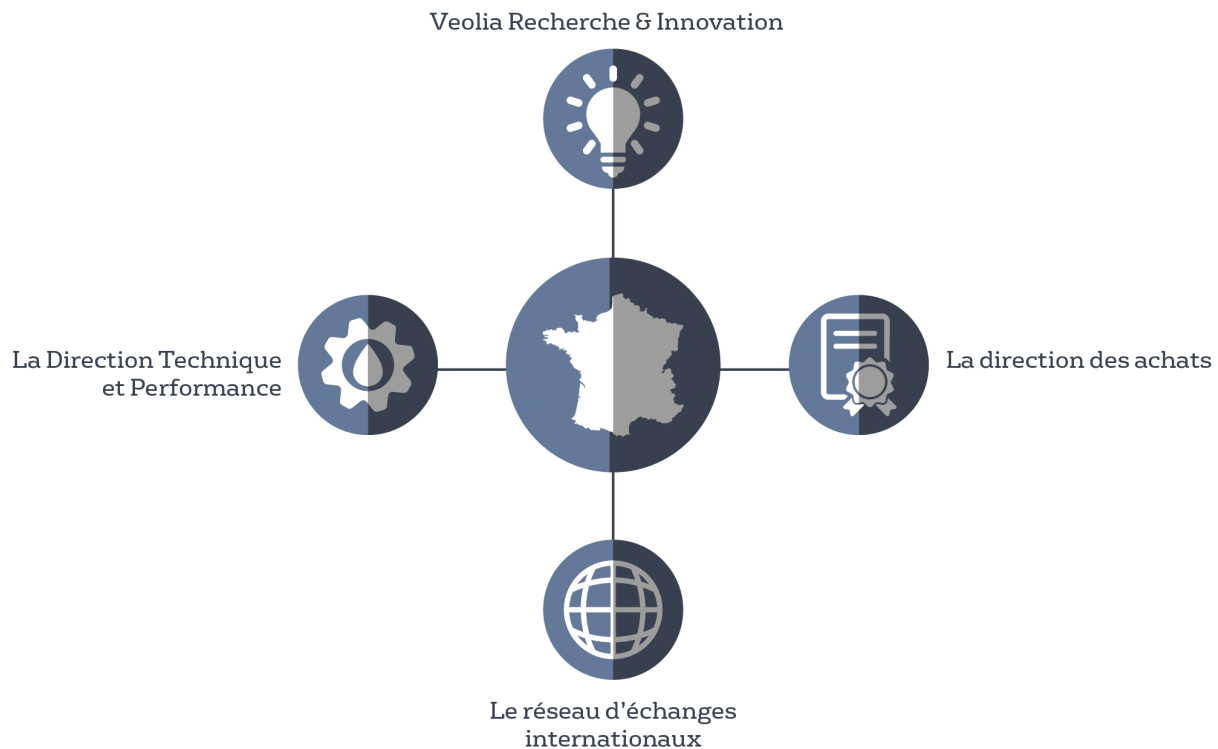 Veolia Recherche & Innovation
La Direction Technique
et Performance
La direction des achats
Le réseau d’échanges
internationaux